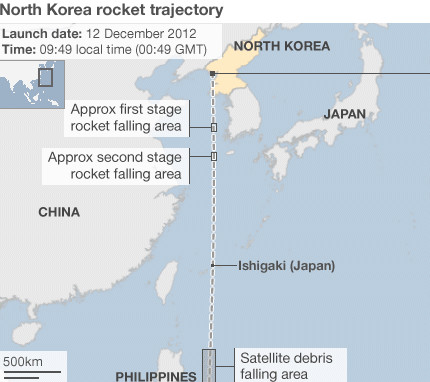 North Korea rocket trajectory
Launch date: 12 December 2012
Time: 09:49 local time (00:49 GMT)
NORTH KOREA
Approx first stage
rocket falling area
JAPAN
Approx second stage
rocket falling area
CHINA
Ishigaki (Japan)
500km
Satellite debris
falling area
PHILIPPINES